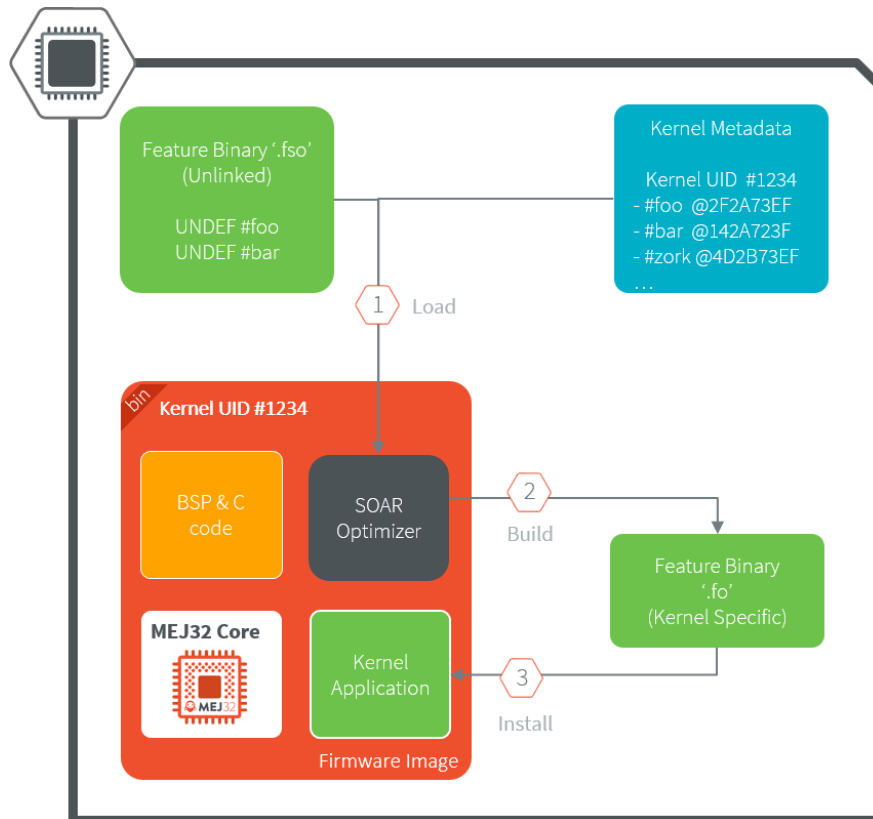 Feature Binary ‘.fso’
(Unlinked)
UNDEF #foo
UNDEF #bar
Kernel Metadata
Kernel UID #1234
- #foo @2F2A73EF
- #bar @142A723F
- #zork @4D2B73EF
...
1
Load
bin
Kernel UID #1234
BSP & C
code
SOAR
Optimizer
2
Build
Feature Binary
‘.fo’
(Kernel Specific)
MEJ32 Core
MEJ32
Kernel
Application
3
Install
Firmware Image